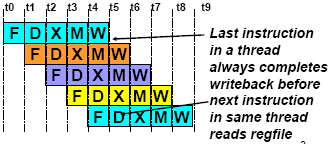 t0 t1 t2 t3 t4 t5 t6 t7 t8 t9
F D X M W
F D X M W
F D X M W
F D X M W
F D X M W
Last instruction
in a thread
always completes
writeback before
next instruction
in same thread
reads regfile